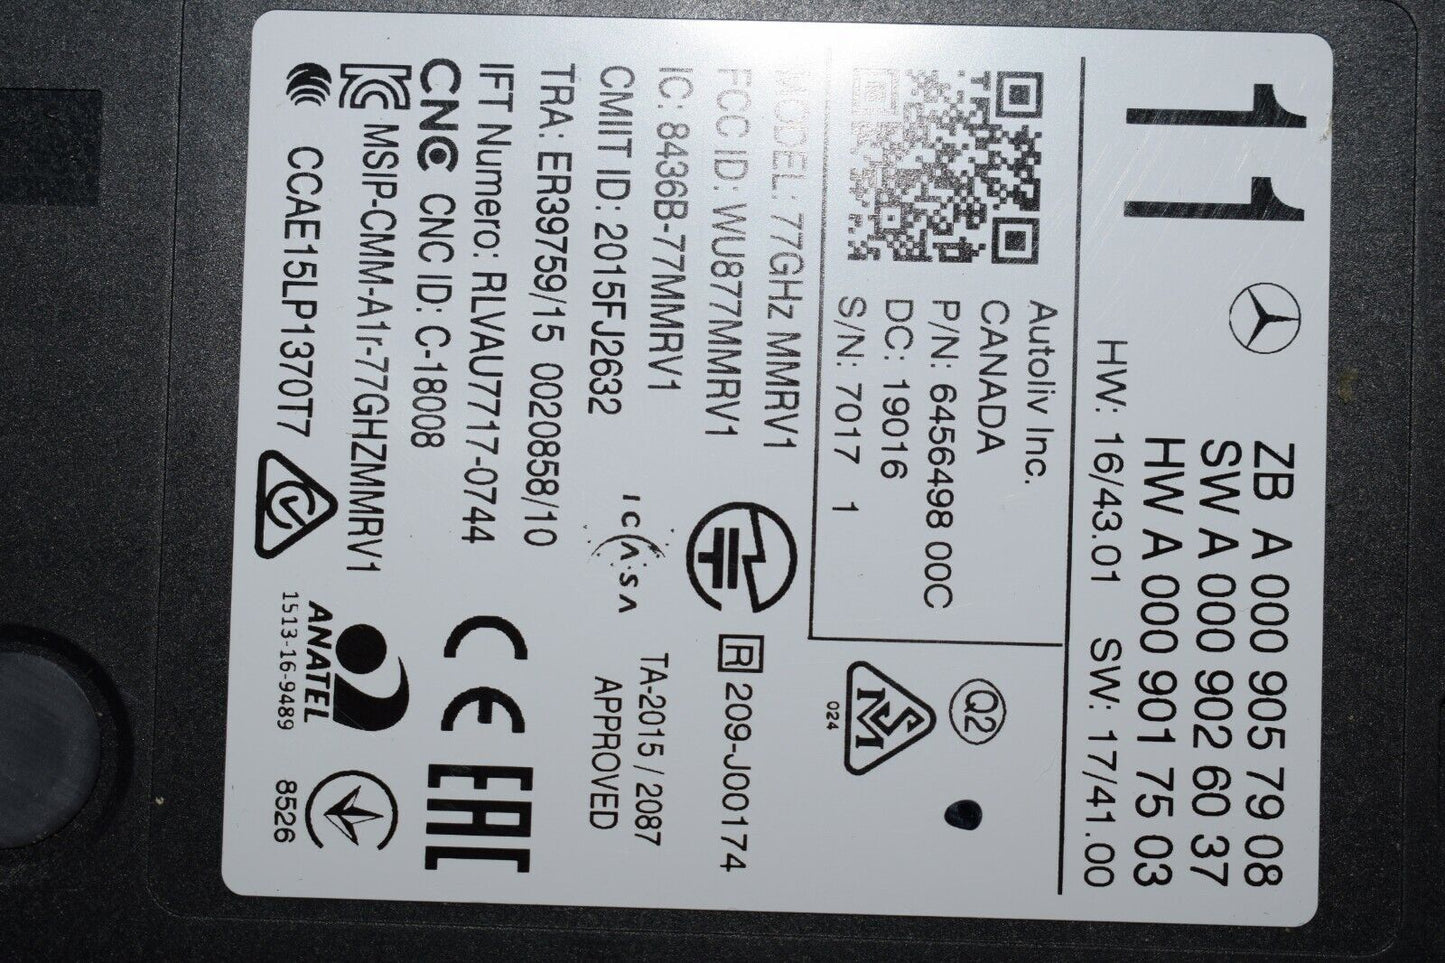 11
ZB A 000 905 79 08
SW A 000 902 60 37
HW A 000 901 75 03
HW: 16/43.01 SW: 17/41.00
Autoliv Inc.
CANADA
P/N: 6456498 00C
DC: 19016
S/N: 7017 1
Q2
024
MODEL: 77GHz MMRV1
FCC ID: WU877MMRV1
IC: 8436B-77MMRV1
CMIIT ID: 2015FJ2632
TRA: ER39759/15 0020858/10
IFT Numero: RLVAU7717-0744
CNC CNC ID: C-18008
MSIP-CMM-A1r-77GHZMMRV1
CCAE15LP1370T7
R 209-J00174
ICASA
TA-2015 / 2087
APPROVED
CE
EAC
ANATEL
1513-16-9489
8526